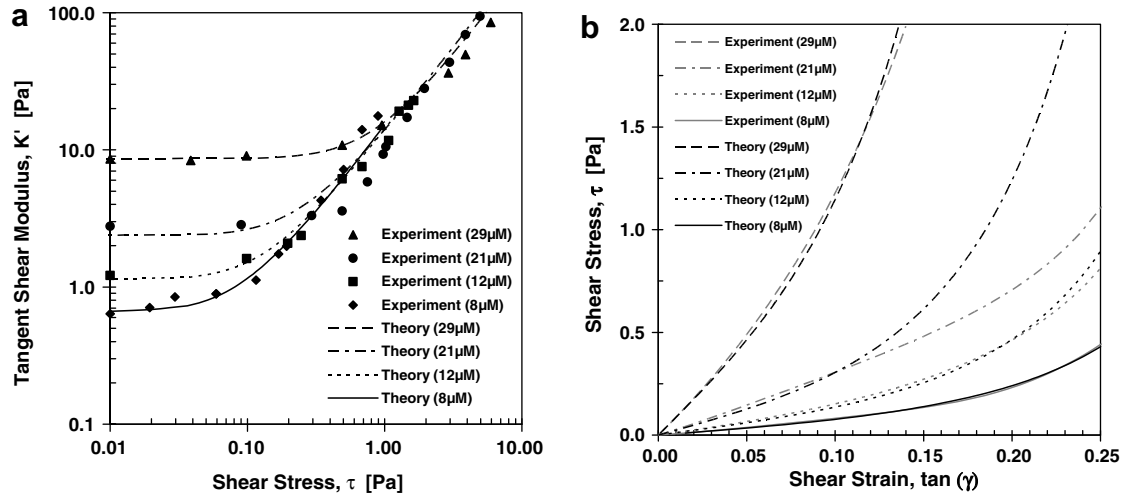 a
100.0
10.0
1.0
0.1
Tangent Shear Modulus, K' [Pa]
0.01
0.10
1.00
10.00
Shear Stress, τ [Pa]
Experiment (29µM)
Experiment (21µM)
Experiment (12µM)
Experiment (8µM)
Theory (29µM)
Theory (21µM)
Theory (12µM)
Theory (8µM)
b
2.0
1.5
1.0
0.5
0.0
Shear Stress, τ [Pa]
0.00
0.05
0.10
0.15
0.20
0.25
Shear Strain, tan (γ)
Experiment (29µM)
Experiment (21µM)
Experiment (12µM)
Experiment (8µM)
Theory (29µM)
Theory (21µM)
Theory (12µM)
Theory (8µM)